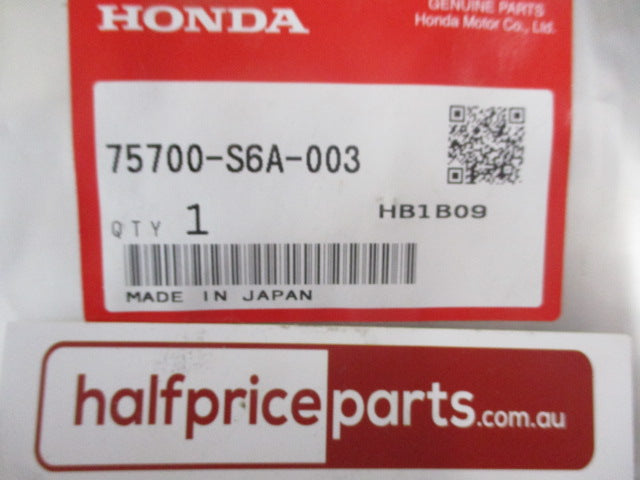 HONDA
GENUINE PARTS
Honda Motor Co., Ltd.
75700-S6A-003
QTY 1
HB1B09
MADE IN JAPAN
halfpriceparts.com.au